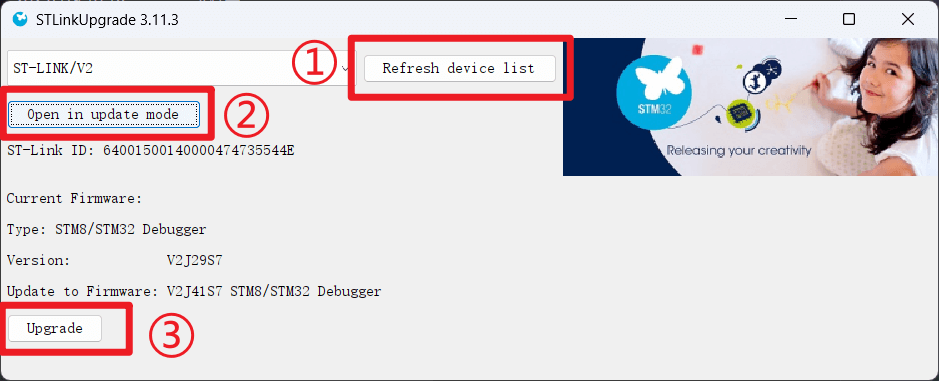 STLinkUpgrade 3.11.3
ST-LINK/V2
① Refresh device list
Open in update mode ②
STM32
Releasing your creativity
ST-Link ID: 64001500140000474735544E
Current Firmware:
Type: STM8/STM32 Debugger
Version: V2J29S7
Update to Firmware: V2J41S7 STM8/STM32 Debugger
Upgrade ③